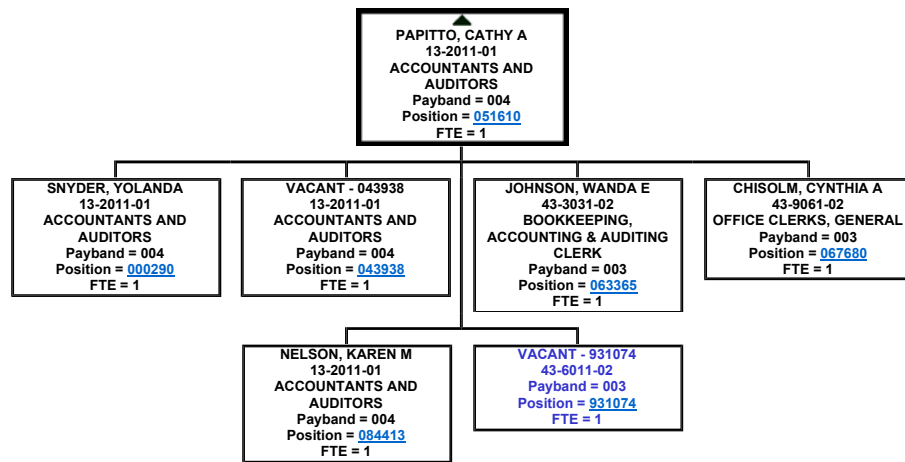 PAPITTO, CATHY A
13-2011-01
ACCOUNTANTS AND
AUDITORS
Payband = 004
Position = 051610
FTE = 1
SNYDER, YOLANDA
13-2011-01
ACCOUNTANTS AND
AUDITORS
Payband = 004
Position = 000290
FTE = 1
VACANT - 043938
13-2011-01
ACCOUNTANTS AND
AUDITORS
Payband = 004
Position = 043938
FTE = 1
JOHNSON, WANDA E
43-3031-02
BOOKKEEPING,
ACCOUNTING & AUDITING
CLERK
Payband = 003
Position = 063365
FTE = 1
CHISOLM, CYNTHIA A
43-9061-02
OFFICE CLERKS, GENERAL
Payband = 003
Position = 067680
FTE = 1
NELSON, KAREN M
13-2011-01
ACCOUNTANTS AND
AUDITORS
Payband = 004
Position = 084413
FTE = 1
VACANT - 931074
43-6011-02
Payband = 003
Position = 931074
FTE = 1